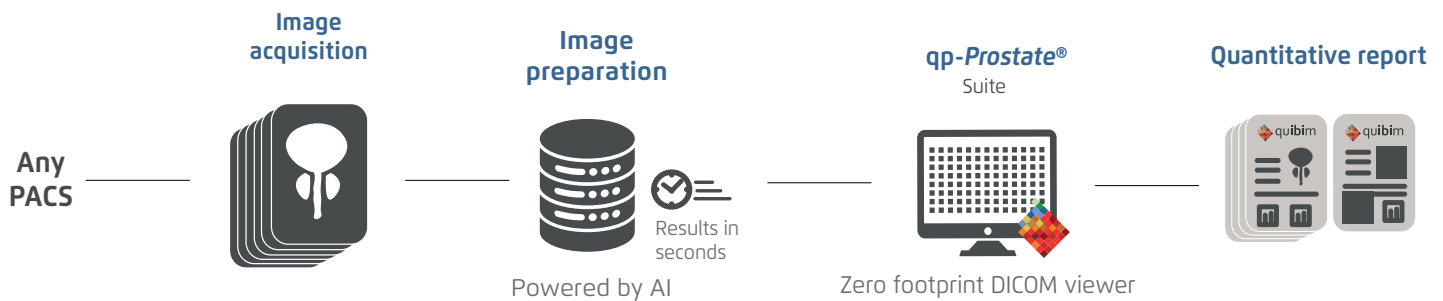 Any
PACS
Image
acquisition
Image
preparation
Results in
seconds
Powered by AI
qp-Prostate®
Suite
Zero footprint DICOM viewer
Quantitative report
quibim
quibim